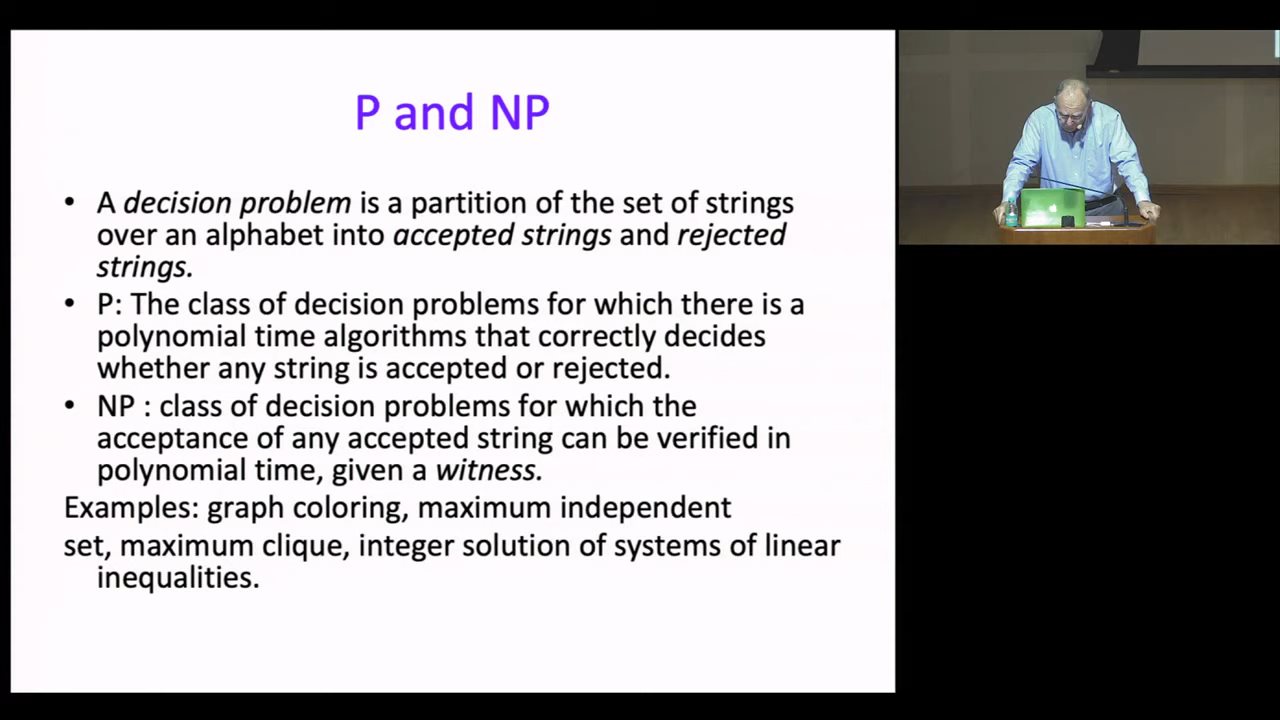 P and NP
• A decision problem is a partition of the set of strings
over an alphabet into accepted strings and rejected
strings.
• P: The class of decision problems for which there is a
polynomial time algorithms that correctly decides
whether any string is accepted or rejected.
• NP : class of decision problems for which the
acceptance of any accepted string can be verified in
polynomial time, given a witness.
Examples: graph coloring, maximum independent
set, maximum clique, integer solution of systems of linear
inequalities.